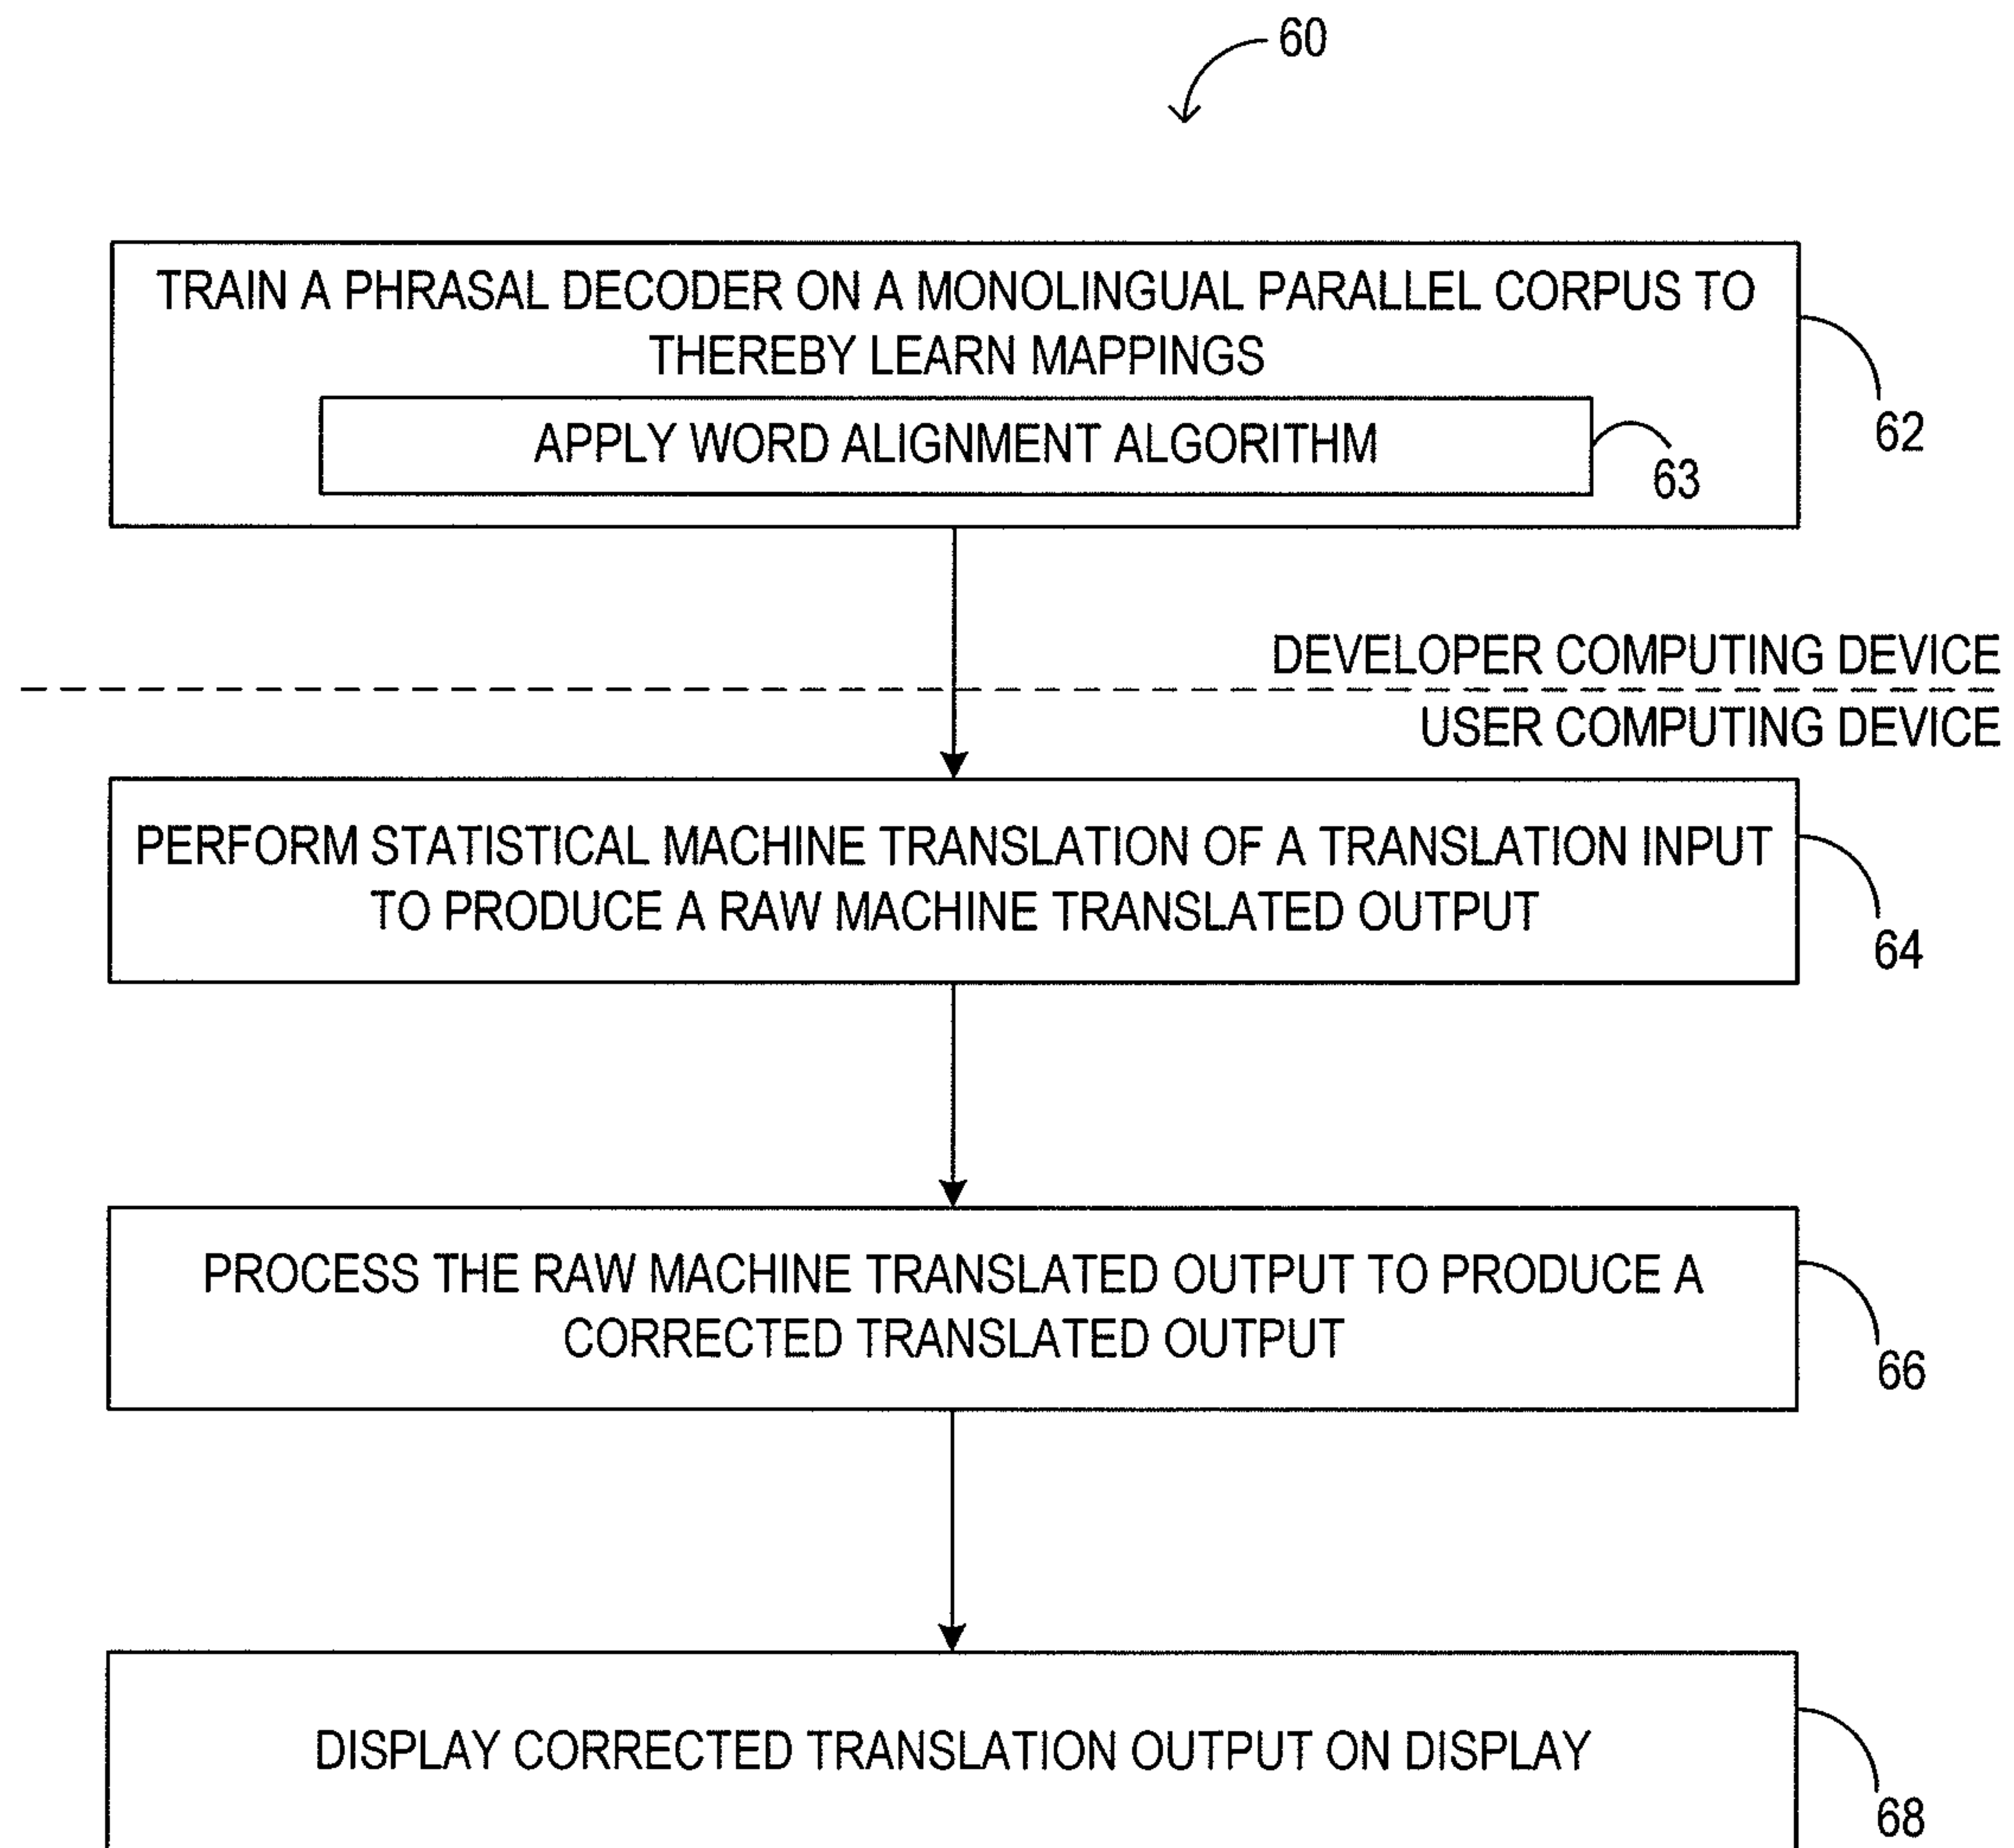 60
TRAIN A PHRASAL DECODER ON A MONOLINGUAL PARALLEL CORPUS TO
THEREBY LEARN MAPPINGS
APPLY WORD ALIGNMENT ALGORITHM
62
63
DEVELOPER COMPUTING DEVICE
USER COMPUTING DEVICE
PERFORM STATISTICAL MACHINE TRANSLATION OF A TRANSLATION INPUT
TO PRODUCE A RAW MACHINE TRANSLATED OUTPUT
64
PROCESS THE RAW MACHINE TRANSLATED OUTPUT TO PRODUCE A
CORRECTED TRANSLATED OUTPUT
66
DISPLAY CORRECTED TRANSLATION OUTPUT ON DISPLAY
68